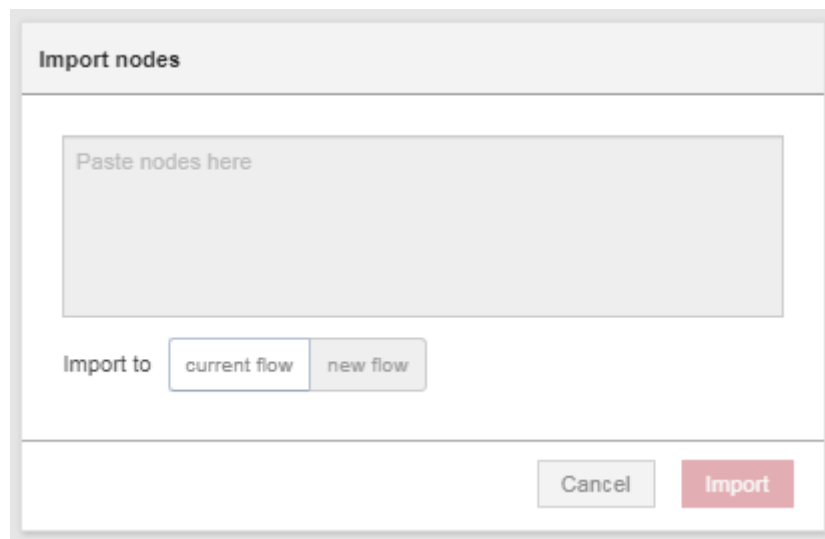 Import nodes
Paste nodes here
Import to current flow new flow
Cancel Import